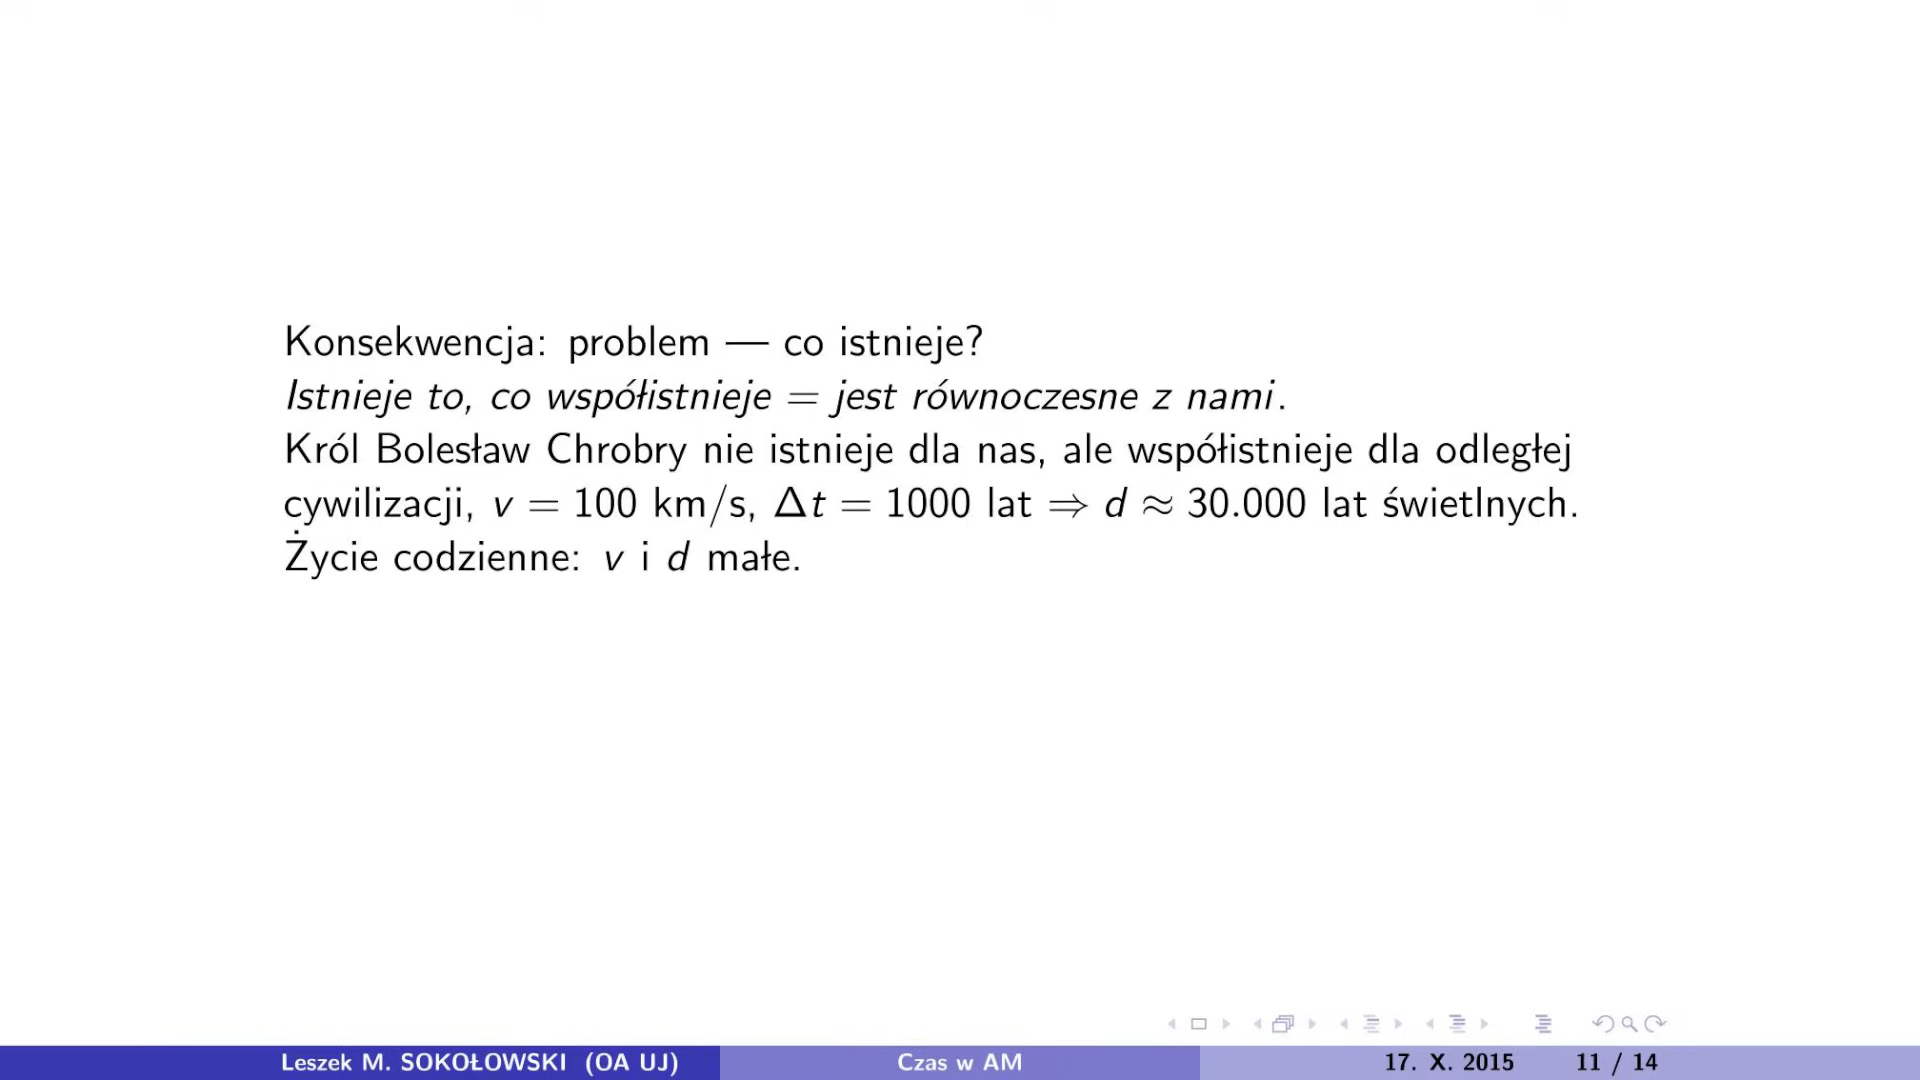 Konsekwencja: problem — co istnieje?
Istnieje to, co współistnieje = jest równoczesne z nami.
Król Bolesław Chrobry nie istnieje dla nas, ale współistnieje dla odległej
cywilizacji, v = 100 km/s, Δt = 1000 lat ⇒ d ≈ 30.000 lat świetlnych.
Życie codzienne: v i d małe.
Leszek M. SOKOŁOWSKI (OA UJ) Czas w AM 17. X. 2015 11 / 14